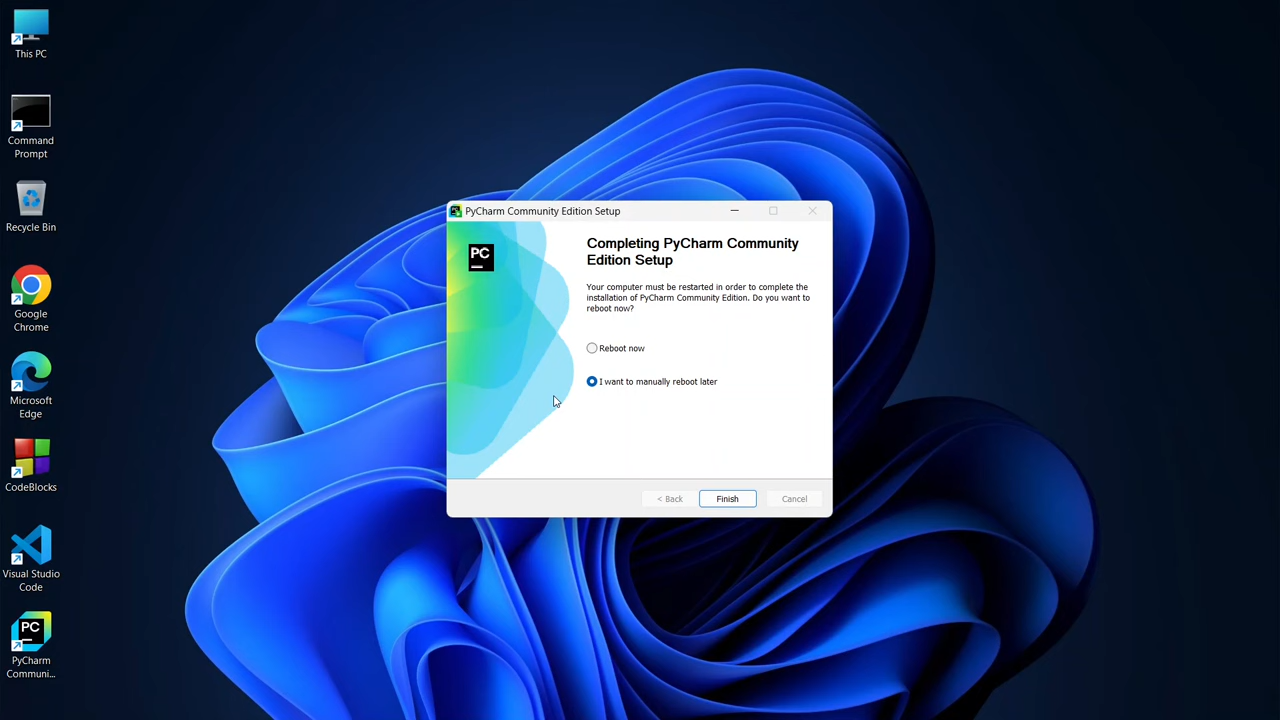 This PC
Command
Prompt
Recycle Bin
Google
Chrome
Microsoft
Edge
CodeBlocks
Visual Studio
Code
PC
PyCharm
Communi...
PyCharm Community Edition Setup
PC
Completing PyCharm Community
Edition Setup
Your computer must be restarted in order to complete the
installation of PyCharm Community Edition. Do you want to
reboot now?
Reboot now
I want to manually reboot later
< Back
Finish
Cancel